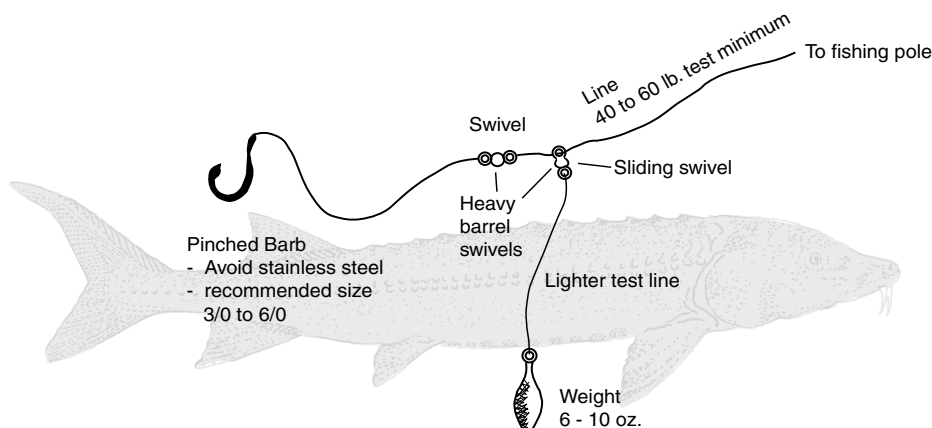 Line
40 to 60 lb. test minimum
To fishing pole
Swivel
Sliding swivel
Heavy
barrel
swivels
Pinched Barb
- Avoid stainless steel
- recommended size
3/0 to 6/0
Lighter test line
Weight
6 - 10 oz.